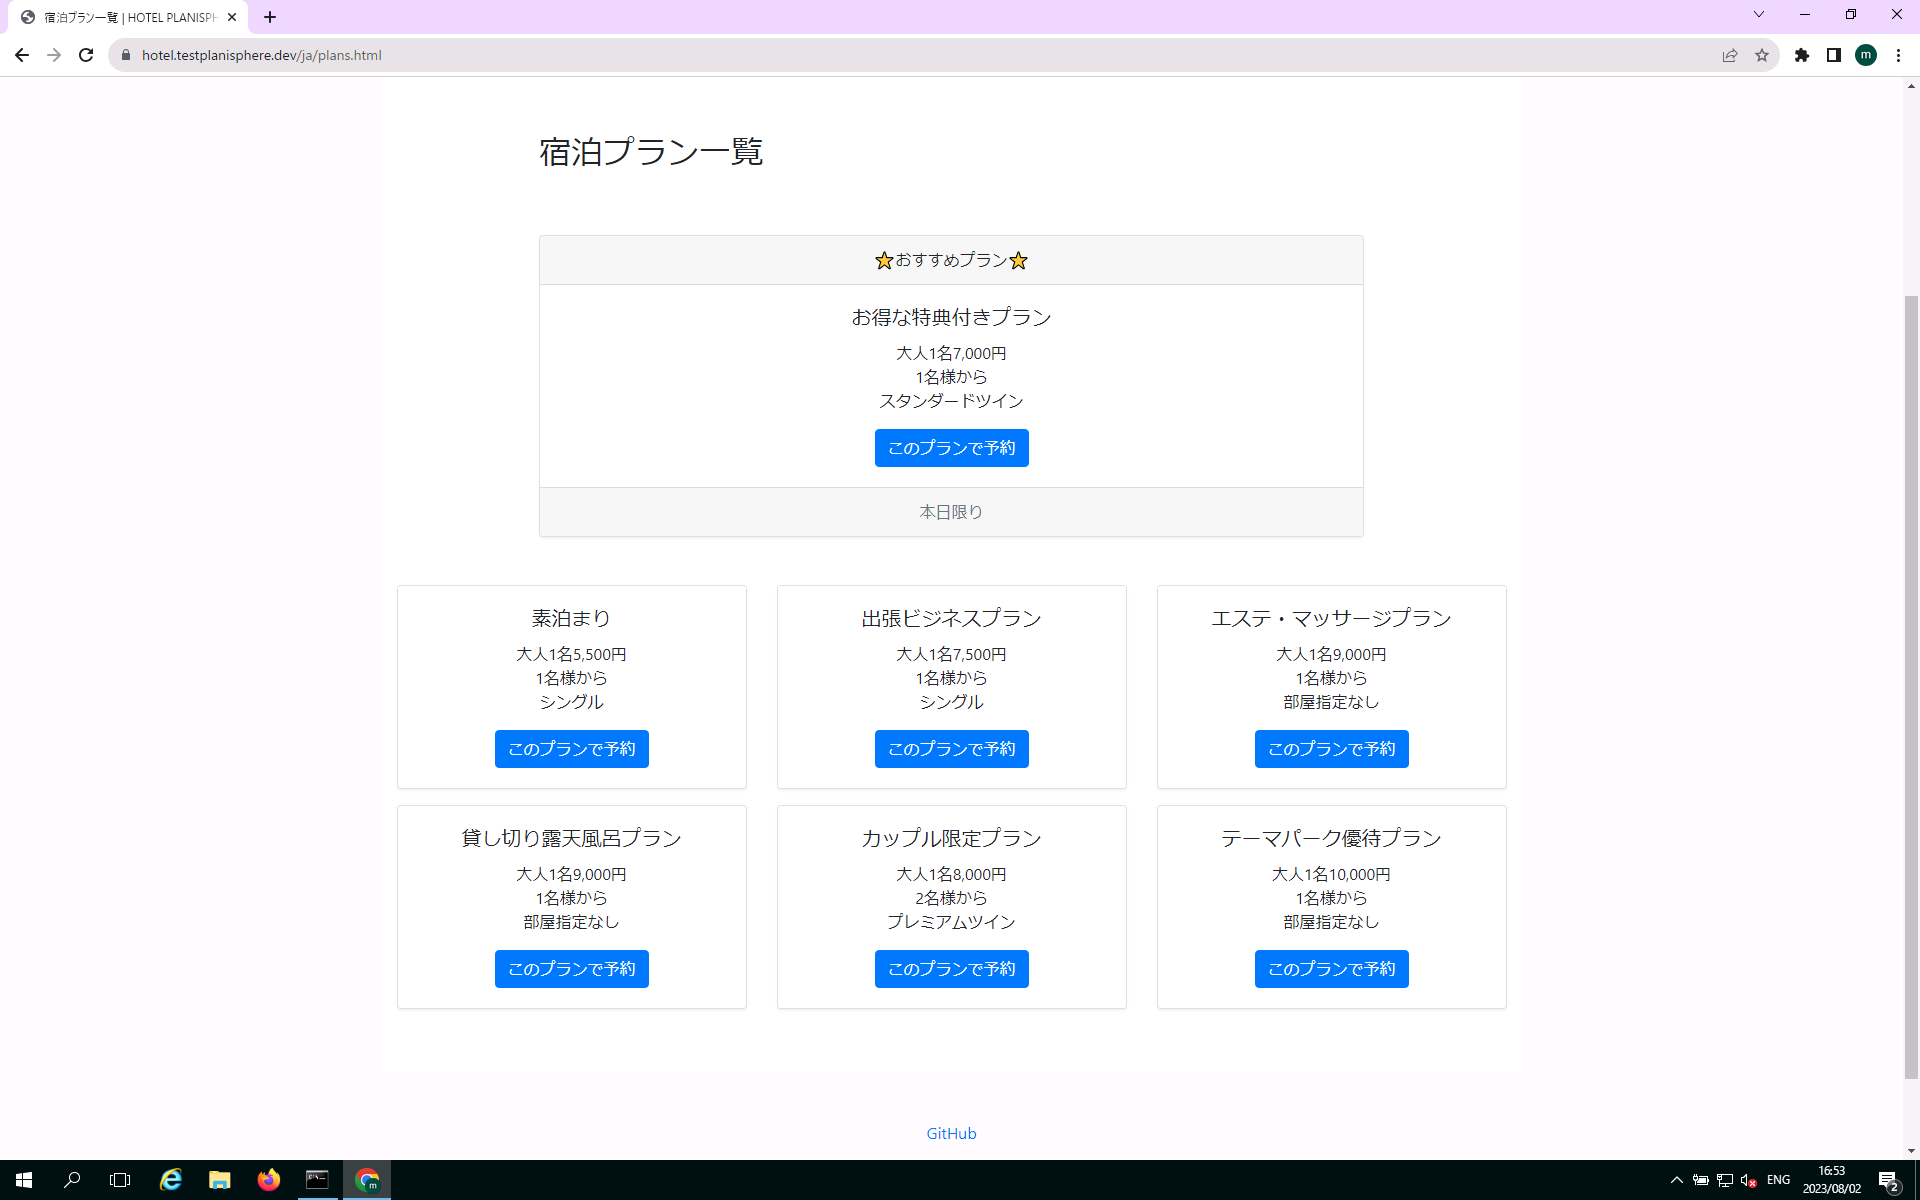 宿泊プラン一覧 | HOTEL PLANISPH
hotel.testplanisphere.dev/ja/plans.html
m
宿泊プラン一覧
⭐おすすめプラン⭐
お得な特典付きプラン
大人1名7,000円
1名様から
スタンダードツイン
このプランで予約
本日限り
素泊まり
大人1名5,500円
1名様から
シングル
このプランで予約
出張ビジネスプラン
大人1名7,500円
1名様から
シングル
このプランで予約
エステ・マッサージプラン
大人1名9,000円
1名様から
部屋指定なし
このプランで予約
貸し切り露天風呂プラン
大人1名9,000円
1名様から
部屋指定なし
このプランで予約
カップル限定プラン
大人1名8,000円
2名様から
プレミアムツイン
このプランで予約
テーマパーク優待プラン
大人1名10,000円
1名様から
部屋指定なし
このプランで予約
GitHub
m
ENG
16:53
2023/08/02
2